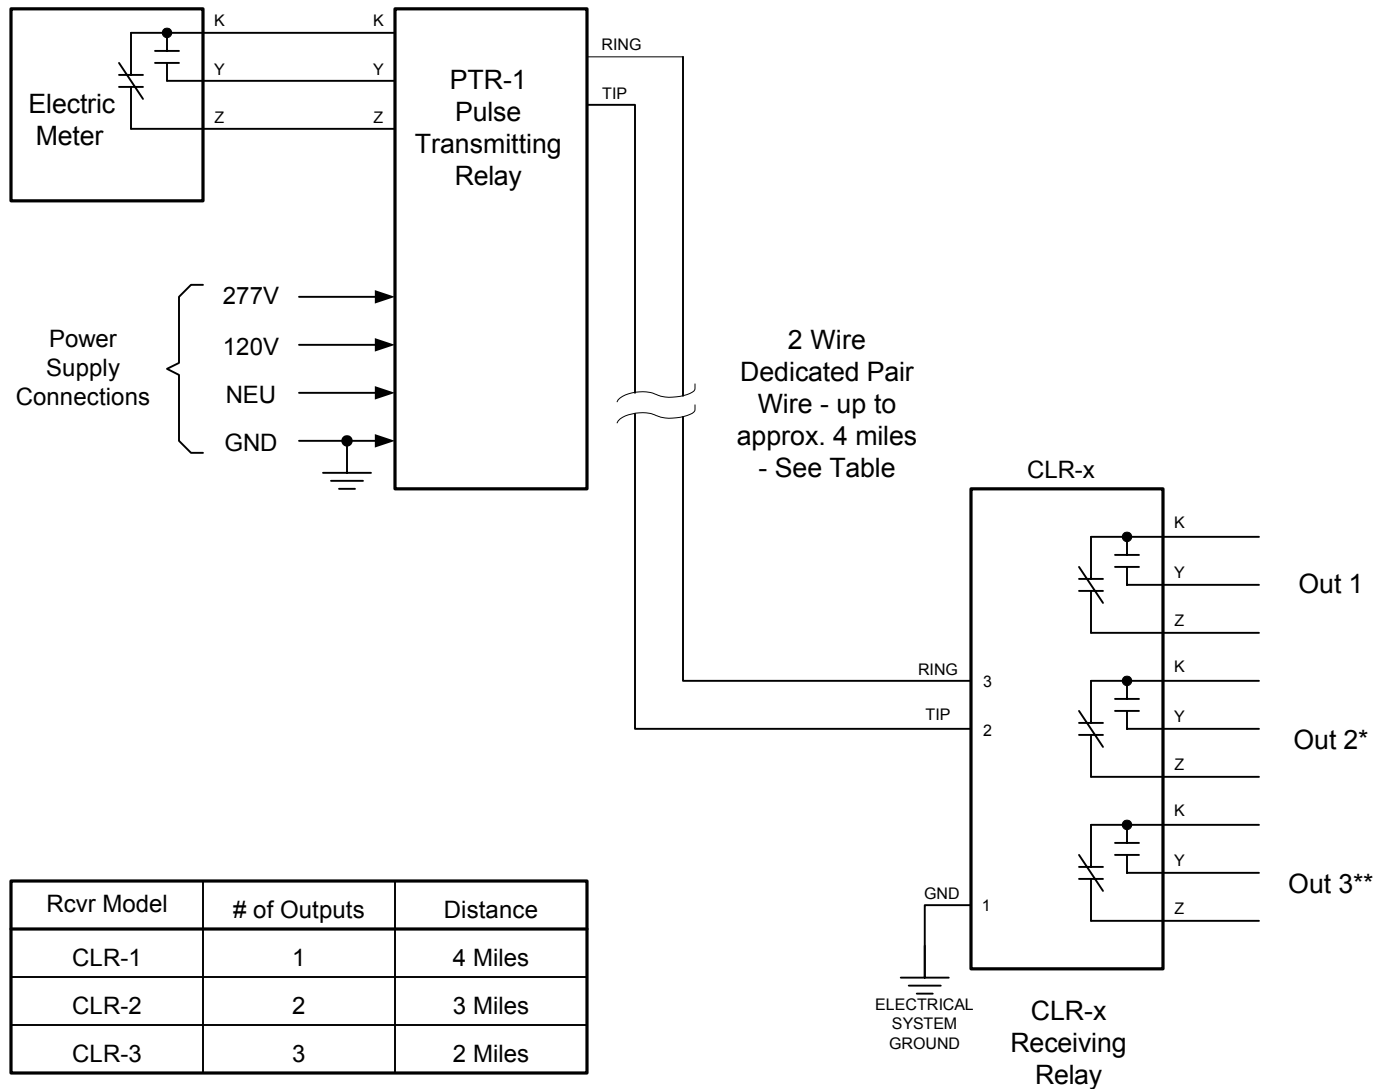 K K
Y Y
Z Z
Electric
Meter
PTR-1
Pulse
Transmitting
Relay
RING
TIP
Power
Supply
Connections
277V
120V
NEU
GND
2 Wire
Dedicated Pair
Wire - up to
approx. 4 miles
- See Table
CLR-x
RING 3
TIP 2
GND 1
ELECTRICAL
SYSTEM
GROUND
K
Y
Z
Out 1
K
Y
Z
Out 2*
K
Y
Z
Out 3**
CLR-x
Receiving
Relay
Rcvr Model # of Outputs Distance
CLR-1 1 4 Miles
CLR-2 2 3 Miles
CLR-3 3 2 Miles